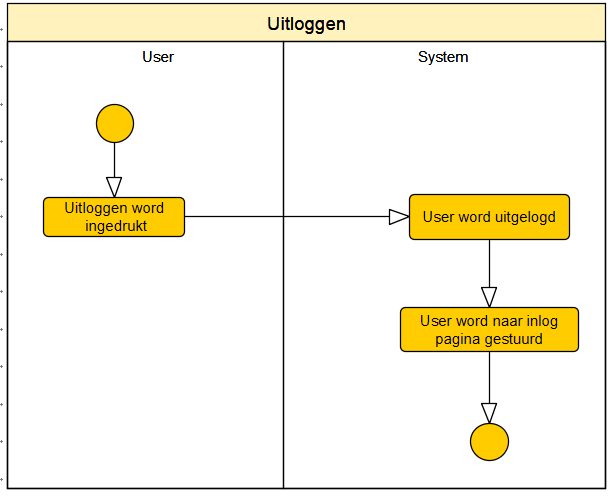 Uitloggen
User
System
Uitloggen word
ingedrukt
User word uitgelogd
User word naar inlog
pagina gestuurd